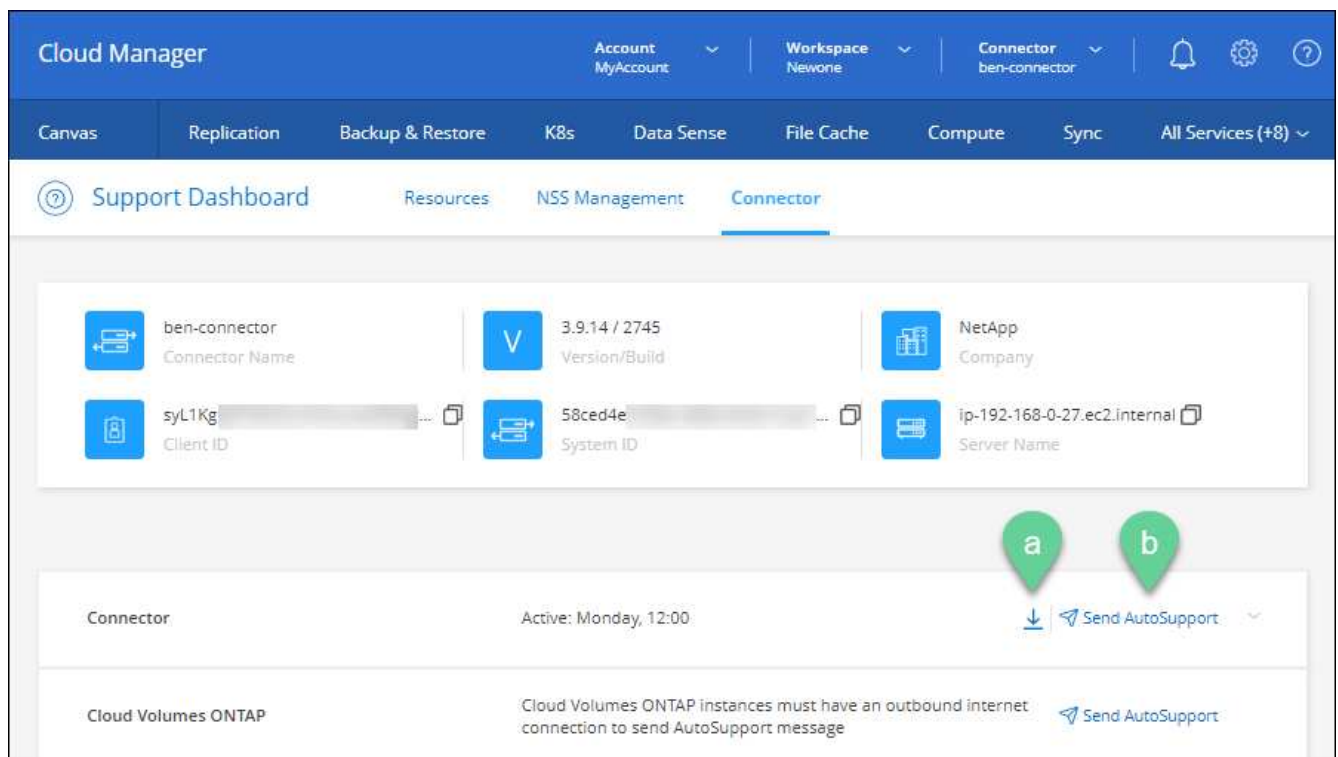 Cloud Manager
Account
MyAccount
Workspace
Newone
Connector
ben-connector
Canvas Replication Backup & Restore K8s Data Sense File Cache Compute Sync All Services (+8)
Support Dashboard Resources NSS Management Connector
ben-connector
Connector Name
V
3.9.14 / 2745
Version/Build
NetApp
Company
syL1Kg ...
Client ID
58ced4e ...
System ID
ip-192-168-0-27.ec2.internal
Server Name
a b
Connector Active: Monday, 12:00 Send AutoSupport
Cloud Volumes ONTAP
Cloud Volumes ONTAP instances must have an outbound internet
connection to send AutoSupport message
Send AutoSupport